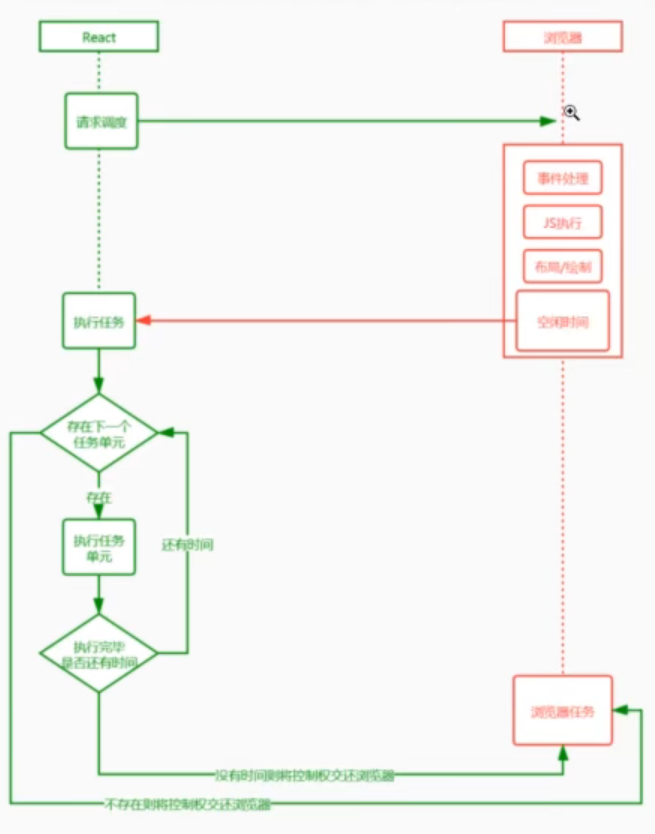 React
浏览器
请求调度
事件处理
JS执行
布局/绘制
执行任务
空闲时间
存在下一个
任务单元
存在
执行任务
单元
还有时间
执行完毕
是否还有时间
浏览器任务
没有时间则将控制权交还浏览器
不存在则将控制权交还浏览器